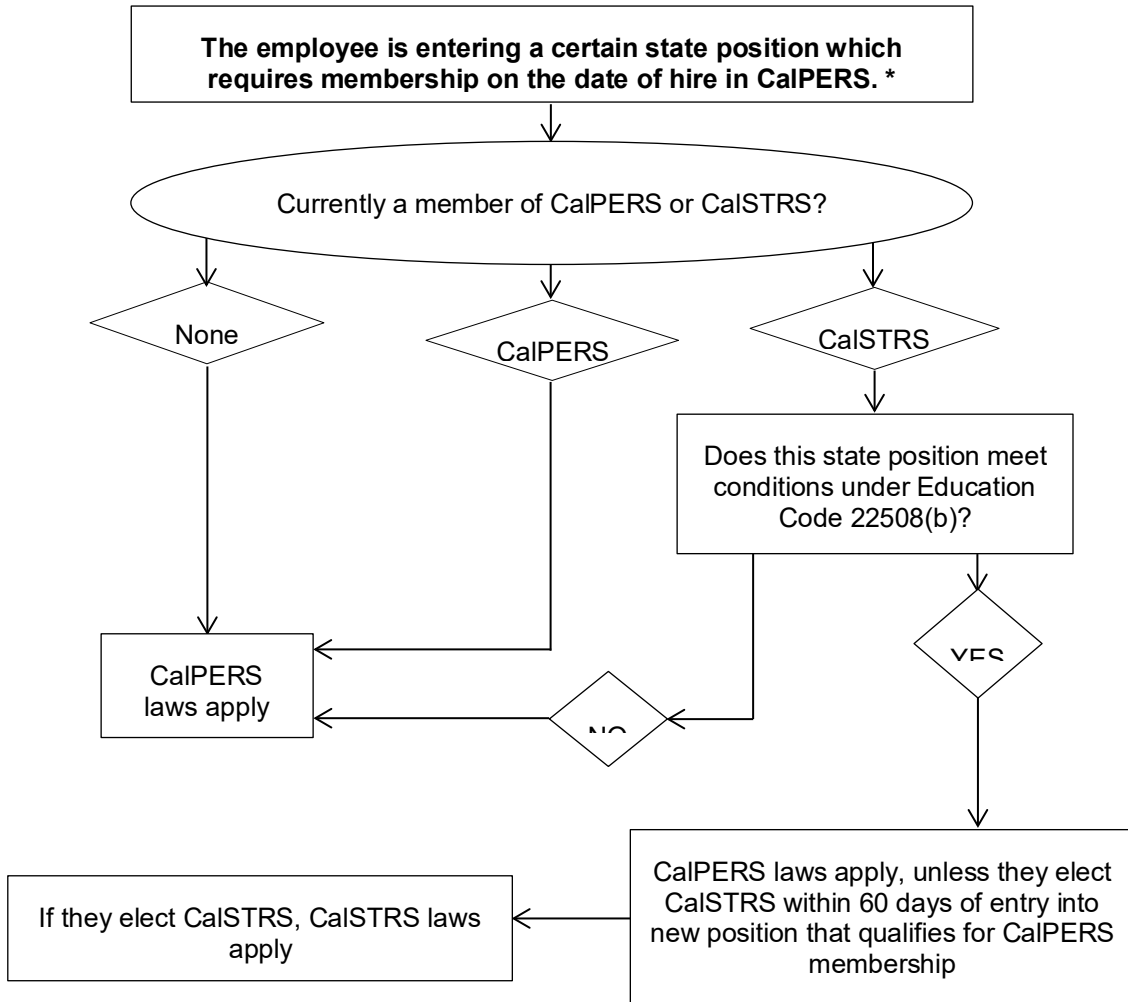 The employee is entering a certain state position which
requires membership on the date of hire in CalPERS. *
Currently a member of CalPERS or CalSTRS?
None
CalPERS
CalSTRS
Does this state position meet
conditions under Education
Code 22508(b)?
YES
CalPERS
laws apply
NO
CalPERS laws apply, unless they elect
CalSTRS within 60 days of entry into
new position that qualifies for CalPERS
membership
If they elect CalSTRS, CalSTRS laws
apply